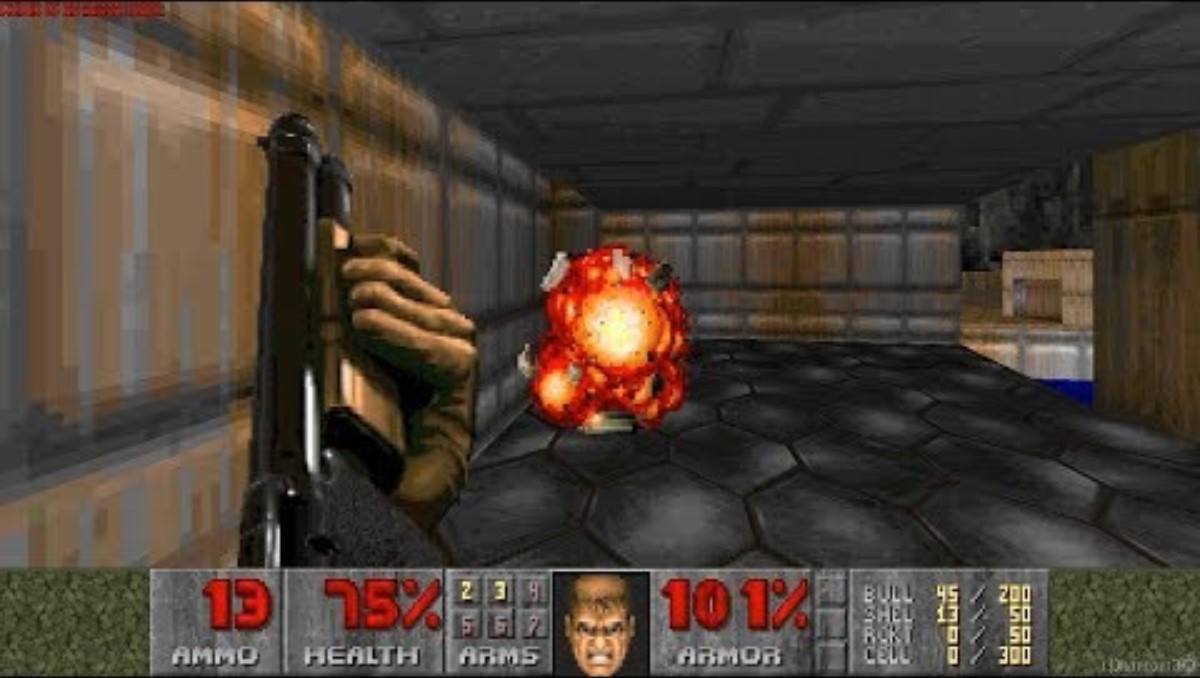 13
75%
2 3 4
5 6 7
101%
AMMO
HEALTH
ARMS
ARMOR
BULL 45 / 200
SHEL 13 / 50
RCKT 0 / 50
CELL 0 / 300